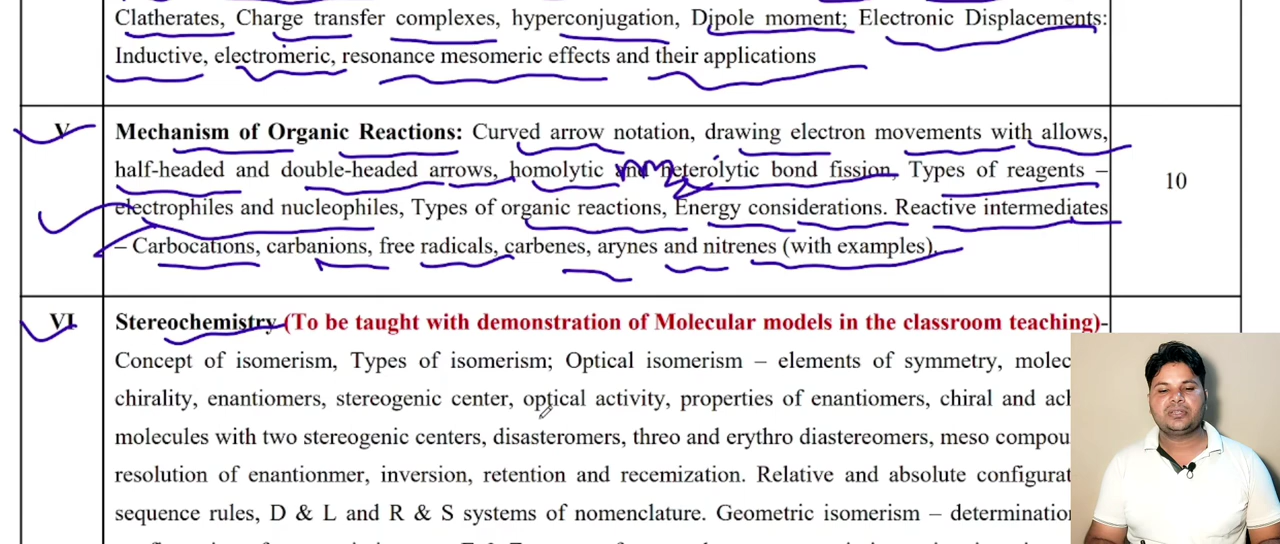 Clatherates, Charge transfer complexes, hyperconjugation, Dipole moment; Electronic Displacements:
Inductive, electromeric, resonance mesomeric effects and their applications
V Mechanism of Organic Reactions: Curved arrow notation, drawing electron movements with allows,
half-headed and double-headed arrows, homolytic and heterolytic bond fission, Types of reagents –
electrophiles and nucleophiles, Types of organic reactions, Energy considerations. Reactive intermediates
– Carbocations, carbanions, free radicals, carbenes, arynes and nitrenes (with examples).
10
VI Stereochemistry (To be taught with demonstration of Molecular models in the classroom teaching)-
Concept of isomerism, Types of isomerism; Optical isomerism – elements of symmetry,
chirality, enantiomers, stereogenic center, optical activity, properties of enantiomers, chiral and
molecules with two stereogenic centers, disasteromers, threo and erythro diastereomers, meso
resolution of enantionmer, inversion, retention and recemization. Relative and absolute
sequence rules, D & L and R & S systems of nomenclature. Geometric isomerism –